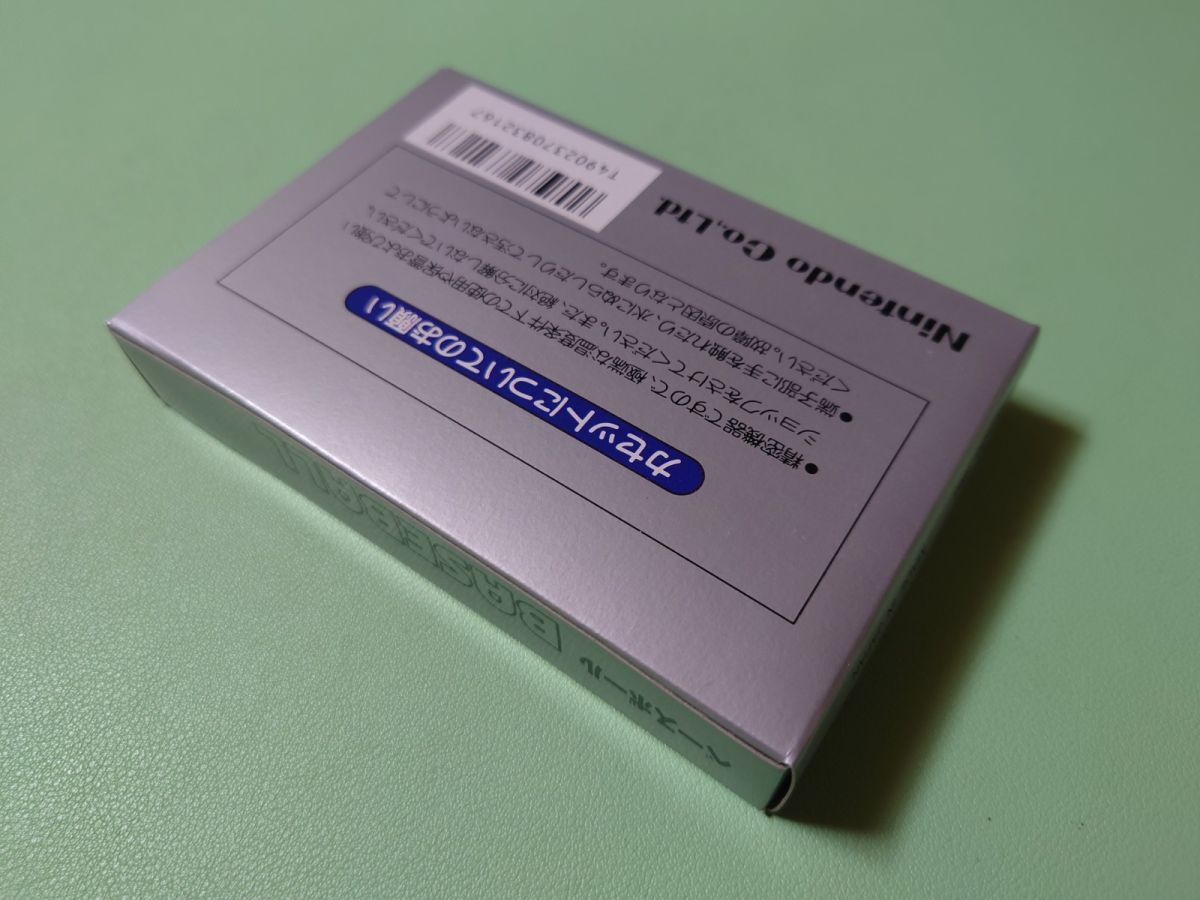 カセットについてのお願い
●精密機器ですので、極端な温度条件下での使用や保管および強い
ショックをさけてください。また、絶対に分解しないでください。
●端子部に手を触れたり、水にぬらしたりして汚さないようにして
ください。故障の原因となります。
Nintendo Co.,Ltd.
T4902370832167
ベースボール BASEBALL